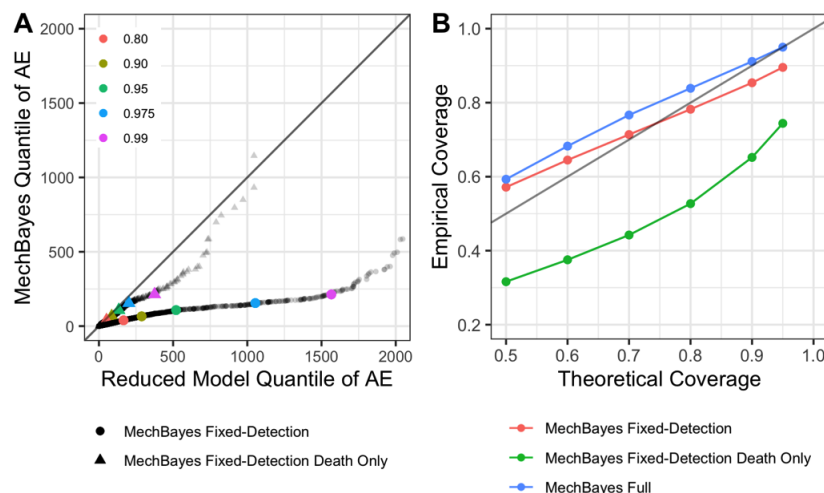 A
MechBayes Quantile of AE
2000
1500
1000
500
0
0.80
0.90
0.95
0.975
0.99
0 500 1000 1500 2000
Reduced Model Quantile of AE
MechBayes Fixed-Detection
MechBayes Fixed-Detection Death Only
B
Empirical Coverage
1.0
0.8
0.6
0.4
0.2
0.5 0.6 0.7 0.8 0.9 1.0
Theoretical Coverage
MechBayes Fixed-Detection
MechBayes Fixed-Detection Death Only
MechBayes Full